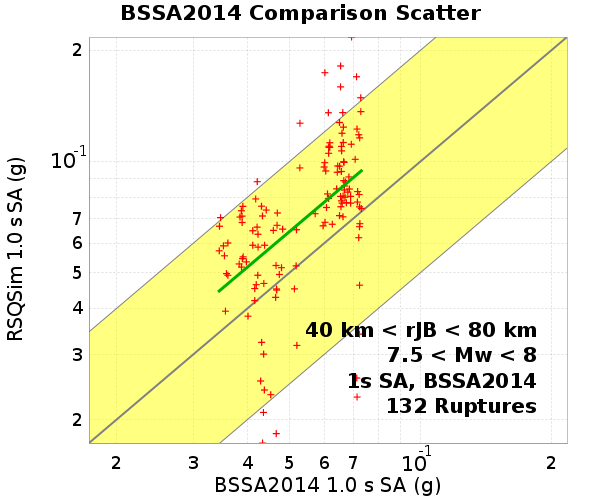 BSSA2014 Comparison Scatter
RSQSim 1.0 s SA (g)
2
10-1
7
6
5
4
3
2
40 km < rJB < 80 km
7.5 < Mw < 8
1s SA, BSSA2014
132 Ruptures
2 3 4 5 6 7 10-1 2
BSSA2014 1.0 s SA (g)